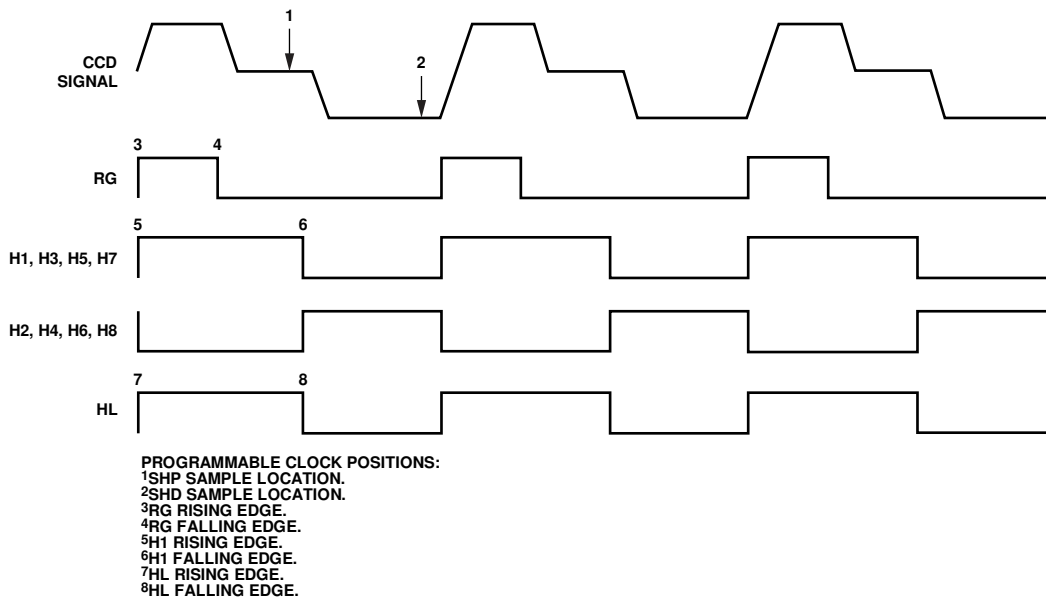 1
2
CCD
SIGNAL
3 4
RG
5 6
H1, H3, H5, H7
H2, H4, H6, H8
7 8
HL
PROGRAMMABLE CLOCK POSITIONS:
1SHP SAMPLE LOCATION.
2SHD SAMPLE LOCATION.
3RG RISING EDGE.
4RG FALLING EDGE.
5H1 RISING EDGE.
6H1 FALLING EDGE.
7HL RISING EDGE.
8HL FALLING EDGE.